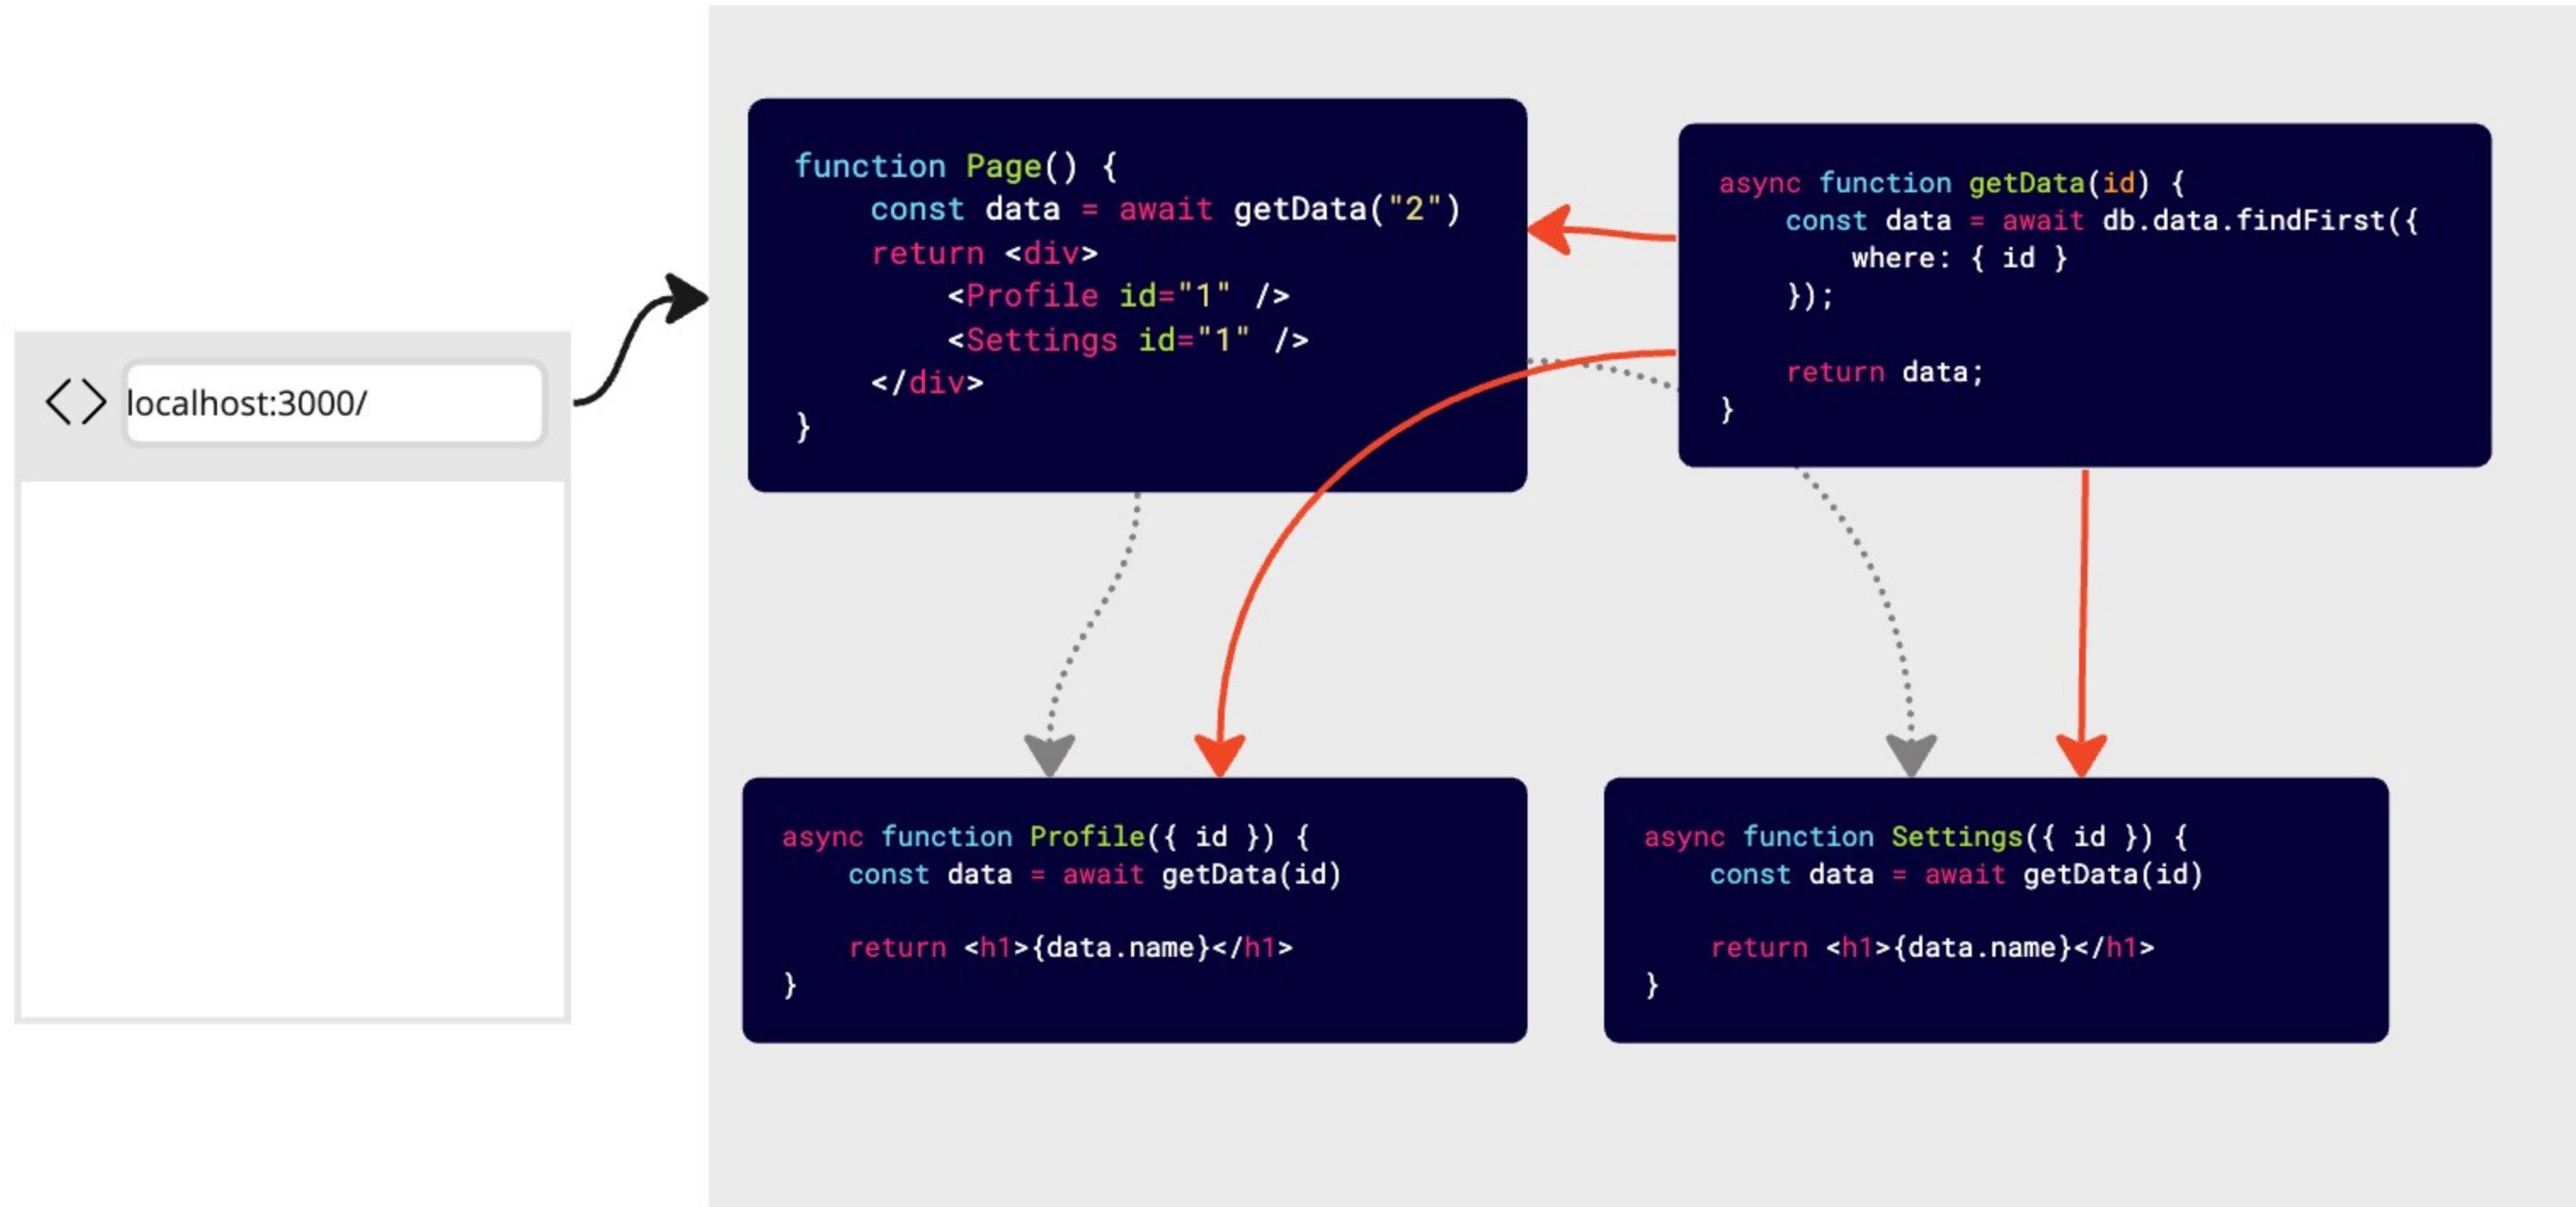 localhost:3000/
function Page() {
    const data = await getData("2")
    return <div>
        <Profile id="1" />
        <Settings id="1" />
    </div>
}
async function getData(id) {
    const data = await db.data.findFirst({
        where: { id }
    });

    return data;
}
async function Profile({ id }) {
    const data = await getData(id)

    return <h1>{data.name}</h1>
}
async function Settings({ id }) {
    const data = await getData(id)

    return <h1>{data.name}</h1>
}